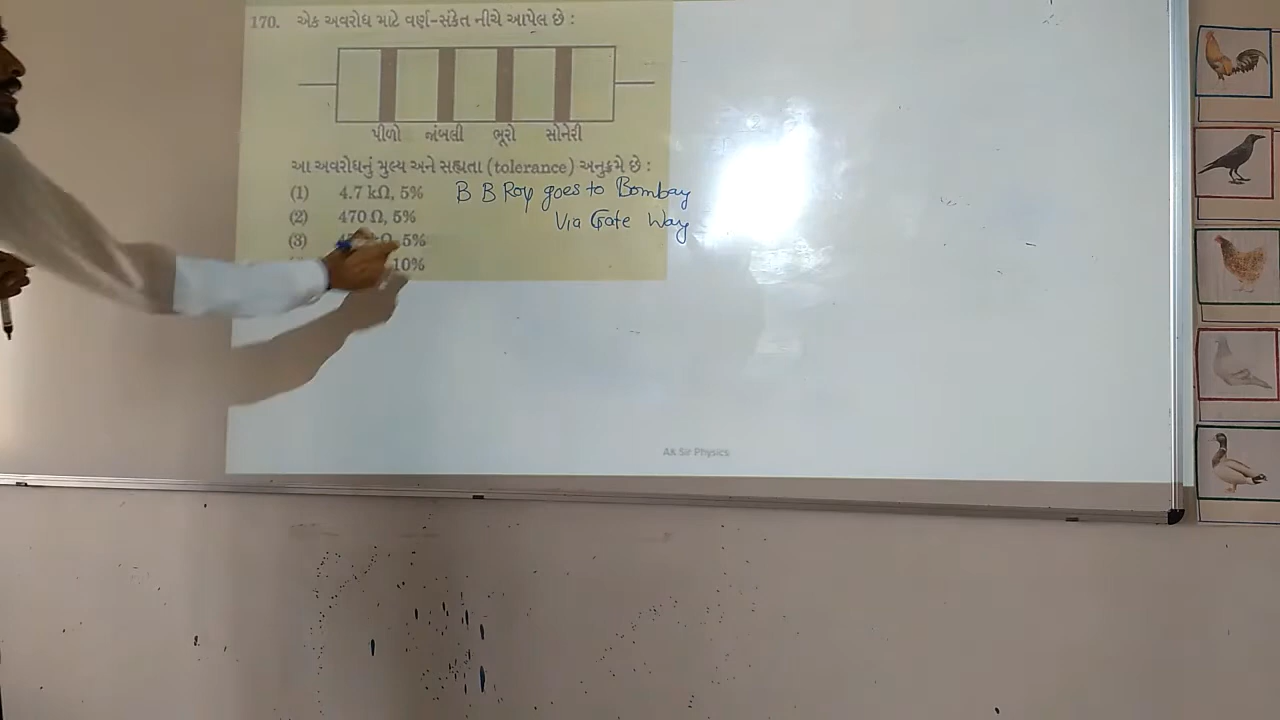 170. એક અવરોધ માટે વર્ણ-સંકેત નીચે આપેલ છે :
પીળો જાંબલી ભૂરો સોનેરી
આ અવરોધનું મુલ્ય અને સહ્યતા (tolerance) અનુક્રમે છે :
(1) 4.7 kΩ, 5%
B B Roy goes to Bombay
(2) 470 Ω, 5%
Via Gate Way
(3) Ω, 5%
10%
AK Sir Physics